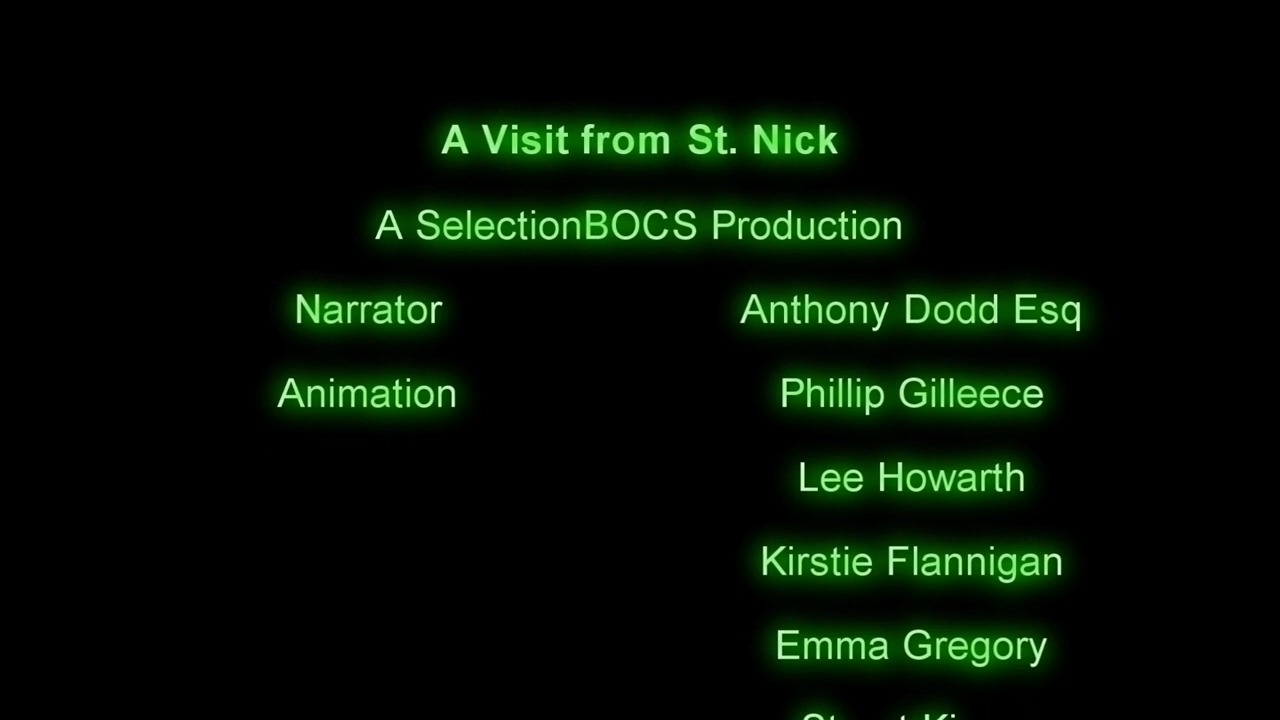 A Visit from St. Nick
A SelectionBOCS Production
Narrator Anthony Dodd Esq
Animation Phillip Gilleece
Lee Howarth
Kirstie Flannigan
Emma Gregory